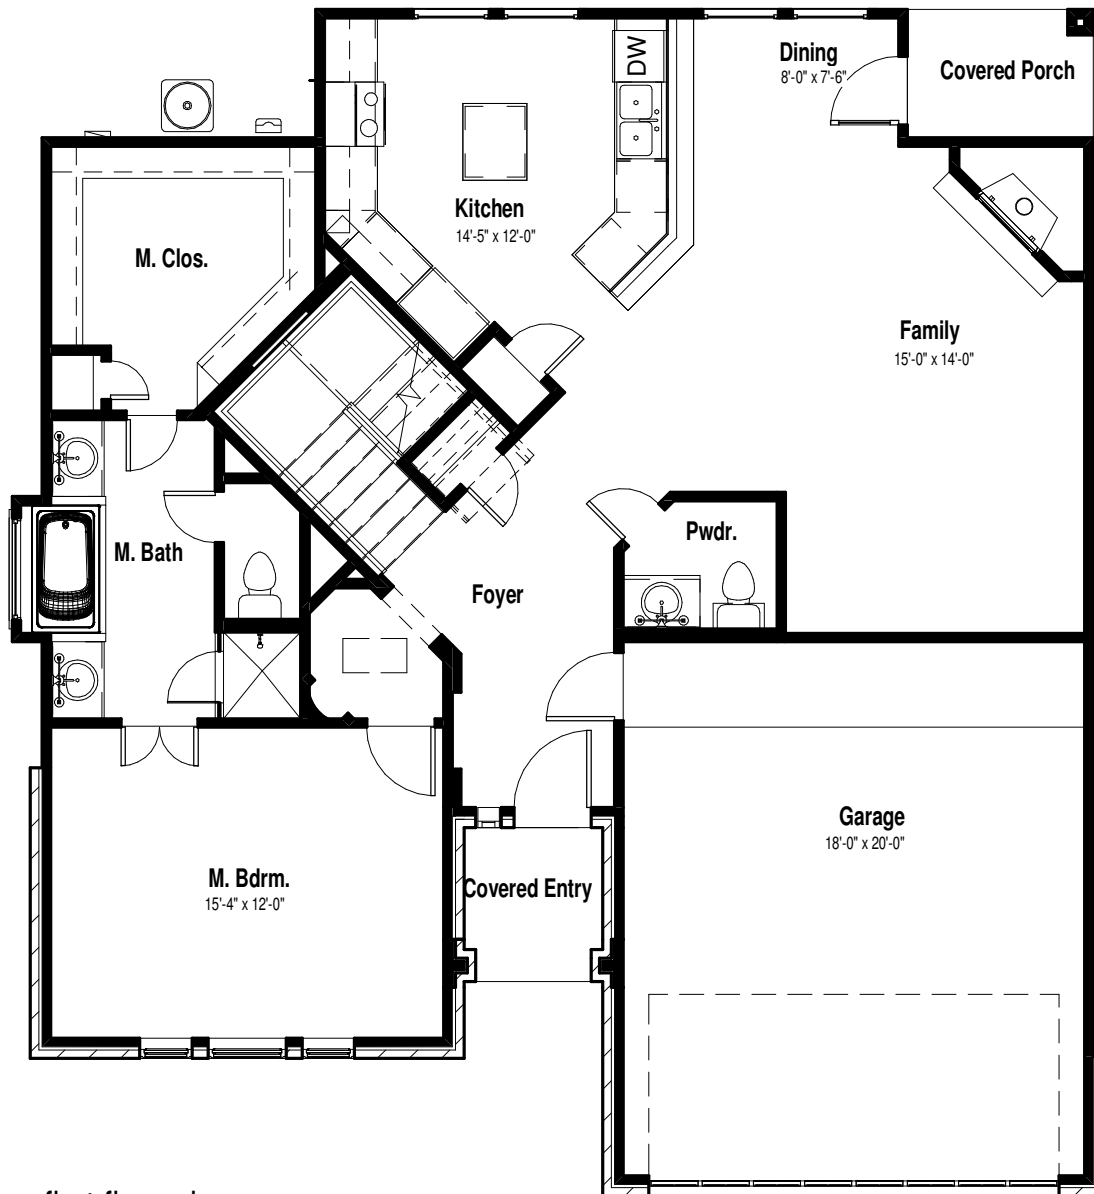 DW
Dining
8'-0" x 7'-6"
Covered Porch
Kitchen
14'-5" x 12'-0"
M. Clos.
Family
15'-0" x 14'-0"
Pwdr.
M. Bath
Foyer
Garage
18'-0" x 20'-0"
M. Bdrm.
15'-4" x 12'-0"
Covered Entry